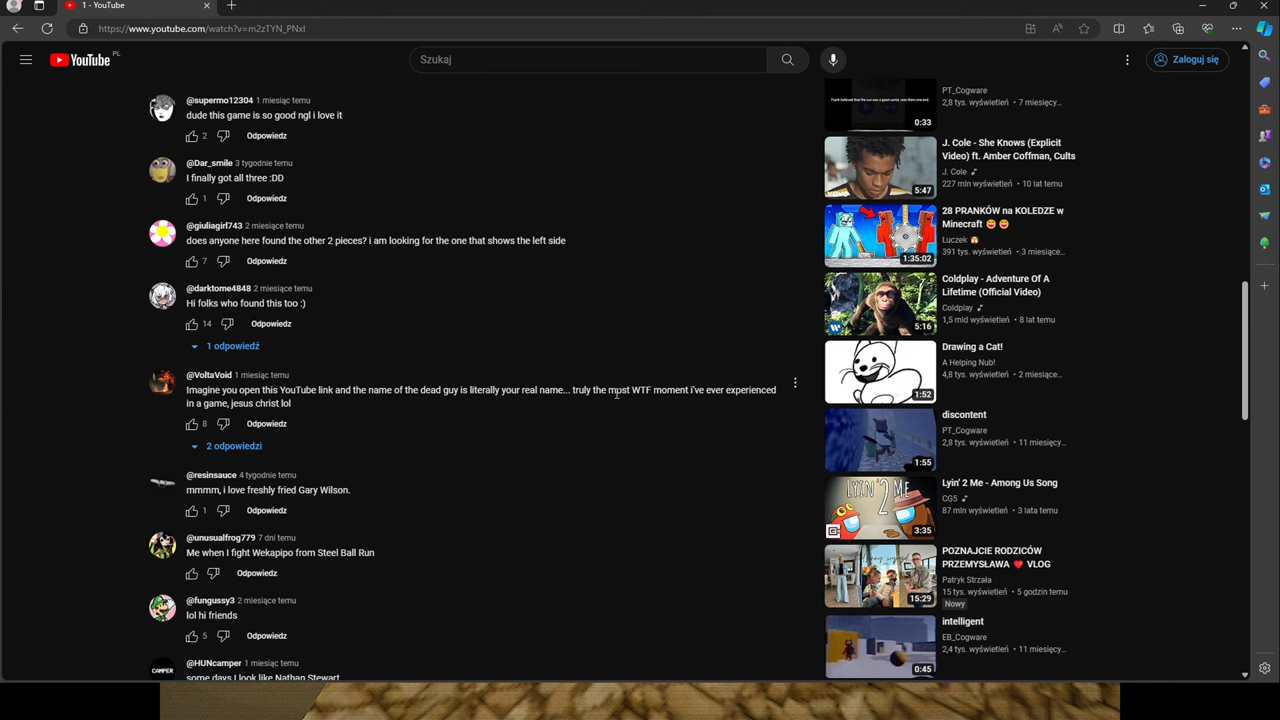 1 - YouTube
https://www.youtube.com/watch?v=m2zTYN_PNxI
YouTube PL
Szukaj
Zaloguj się
@supermo12304 1 miesiąc temu
dude this game is so good ngl i love it
2 Odpowiedz
@Dar_smile 3 tygodnie temu
I finally got all three :DD
1 Odpowiedz
@giuliagirl743 2 miesiące temu
does anyone here found the other 2 pieces? i am looking for the one that shows the left side
7 Odpowiedz
@darktome4848 2 miesiące temu
Hi folks who found this too :)
14 Odpowiedz
1 odpowiedź
@VoltaVoid 1 miesiąc temu
Imagine you open this YouTube link and the name of the dead guy is literally your real name... truly the most WTF moment i've ever experienced
in a game, jesus christ lol
8 Odpowiedz
2 odpowiedzi
@resinsauce 4 tygodnie temu
mmmm, i love freshly fried Gary Wilson.
1 Odpowiedz
@unusualfrog779 7 dni temu
Me when I fight Wekapipo from Steel Ball Run
Odpowiedz
@fungussy3 2 miesiące temu
lol hi friends
5 Odpowiedz
CAMPER
@HUNcamper 1 miesiąc temu
some days I look like Nathan Stewart
0:33
PT_Cogware
2,8 tys. wyświetleń • 7 miesięcy...
vevo
5:47
J. Cole - She Knows (Explicit
Video) ft. Amber Coffman, Cults
J. Cole
227 mln wyświetleń • 10 lat temu
1:35:02
28 PRANKÓW na KOLEDZE w
Minecraft
Luczek
391 tys. wyświetleń • 3 miesiące...
5:16
Coldplay - Adventure Of A
Lifetime (Official Video)
Coldplay
1,5 mld wyświetleń • 8 lat temu
1:52
Drawing a Cat!
A Helping Nub!
4,8 tys. wyświetleń • 2 miesiące...
1:55
discontent
PT_Cogware
2,8 tys. wyświetleń • 11 miesięcy...
LYIN' 2 ME
3:35
Lyin' 2 Me - Among Us Song
CG5
87 mln wyświetleń • 3 lata temu
15:29
POZNAJCIE RODZICÓW
PRZEMYSŁAWA ❤️ VLOG
Patryk Strzała
15 tys. wyświetleń • 5 godzin temu
Nowy
0:45
intelligent
EB_Cogware
2,4 tys. wyświetleń • 11 miesięcy...